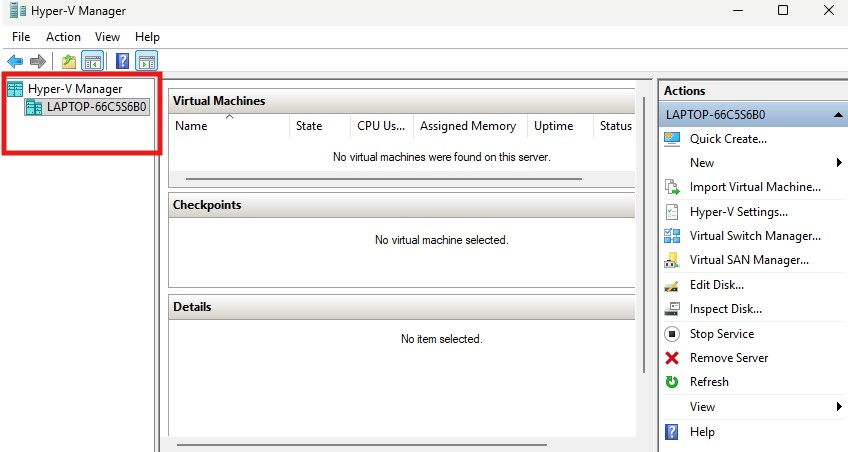 Hyper-V Manager
File Action View Help
Hyper-V Manager
LAPTOP-66C5S6B0
Virtual Machines
Name State CPU Us... Assigned Memory Uptime Status
No virtual machines were found on this server.
Checkpoints
No virtual machine selected.
Details
No item selected.
Actions
LAPTOP-66C5S6B0
Quick Create...
New
Import Virtual Machine...
Hyper-V Settings...
Virtual Switch Manager...
Virtual SAN Manager...
Edit Disk...
Inspect Disk...
Stop Service
Remove Server
Refresh
View
Help